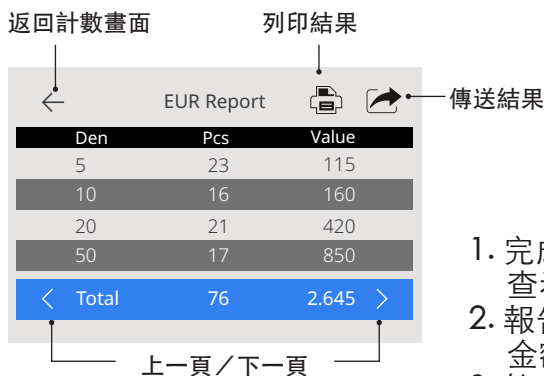 返回計數畫面 列印結果
EUR Report
傳送結果
Den Pcs Value
5 23 115
10 16 160
20 21 420
50 17 850
Total 76 2.645
上一頁／下一頁
1. 完
查
2. 報
金